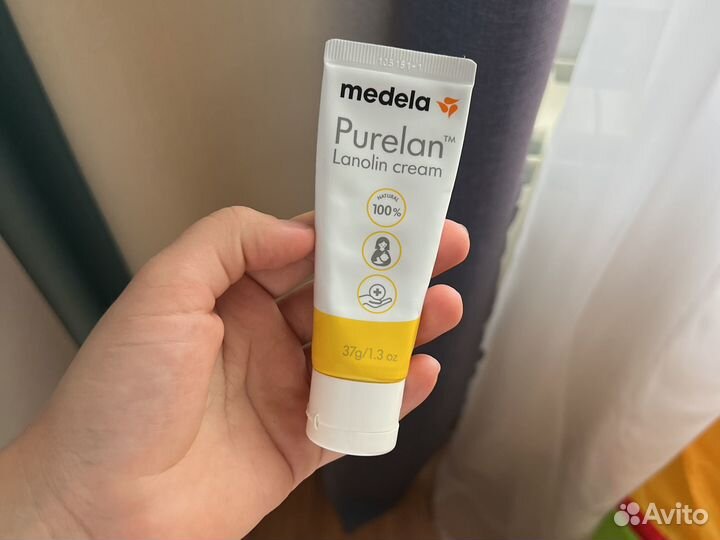 medela
Purelan™
Lanolin cream
NATURAL
100%
37g/1.3 oz
Avito